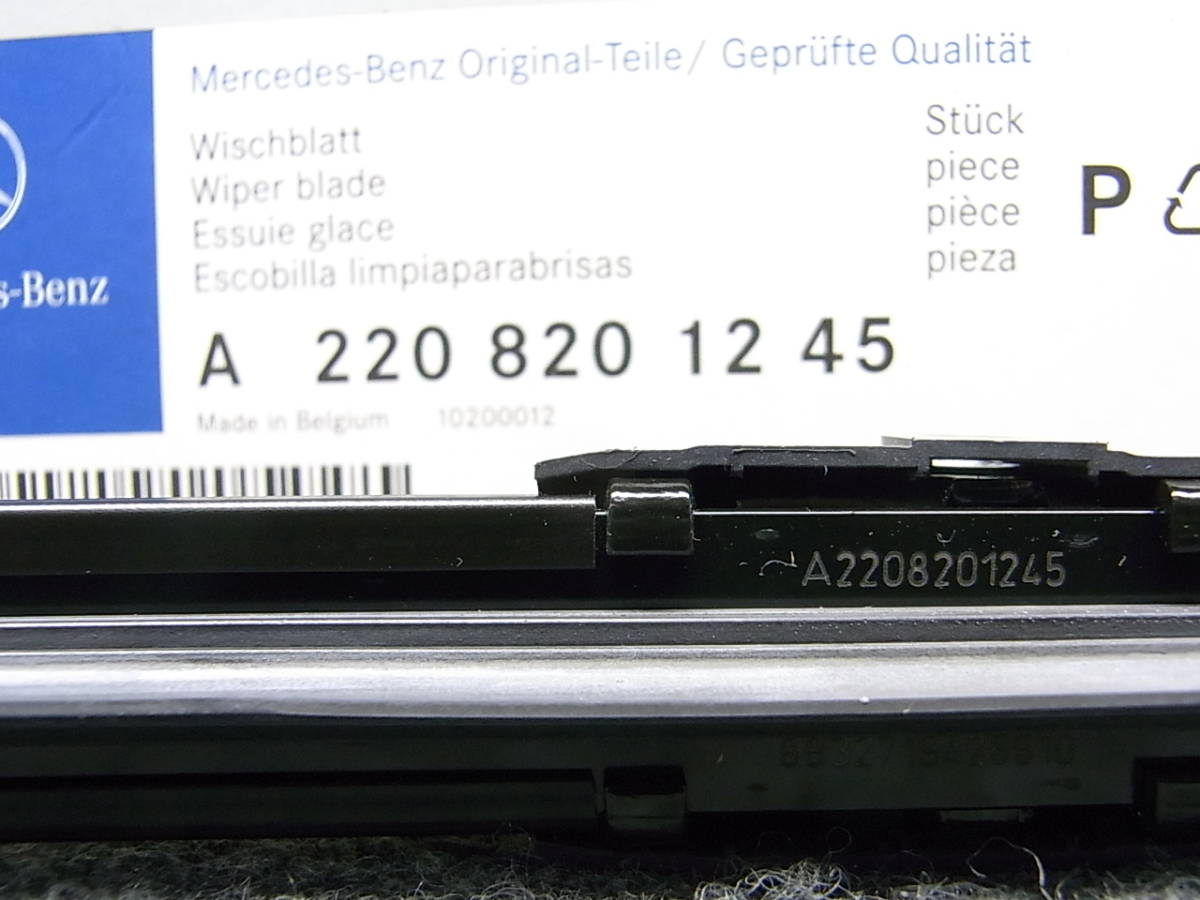 Mercedes-Benz Original-Teile/ Geprüfte Qualität
Wischblatt
Wiper blade
Essuie glace
Escobilla limpiaparabrisas
Stück
piece
pièce
pieza
P
s-Benz
A 220 820 12 45
Made in Belgium 10200012
A2208201245